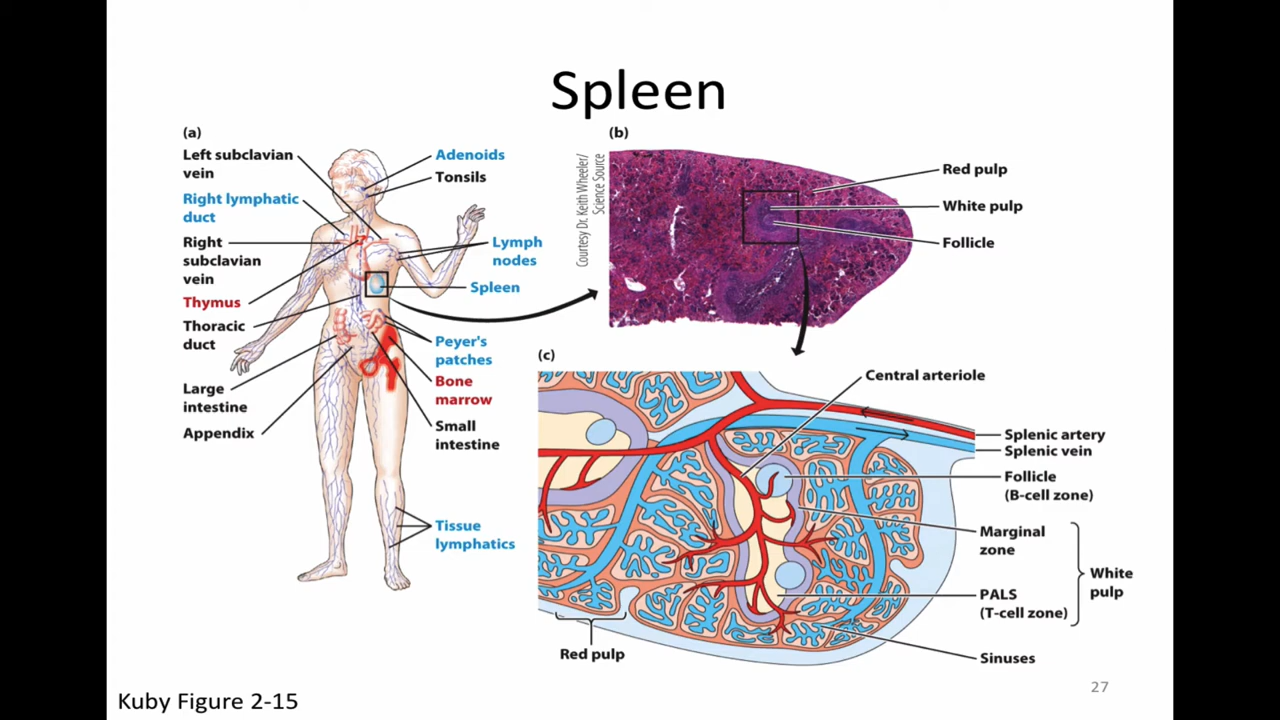 Spleen
(a)
Left subclavian
vein
Right lymphatic
duct
Right
subclavian
vein
Thymus
Thoracic
duct
Large
intestine
Appendix
Adenoids
Tonsils
Lymph
nodes
Spleen
Peyer's
patches
Bone
marrow
Small
intestine
Tissue
lymphatics
(b)
Courtesy Dr. Keith Wheeler/
Science Source
Red pulp
White pulp
Follicle
(c)
Central arteriole
Splenic artery
Splenic vein
Follicle
(B-cell zone)
Marginal
zone
White
pulp
PALS
(T-cell zone)
Sinuses
Red pulp
Kuby Figure 2-15
27